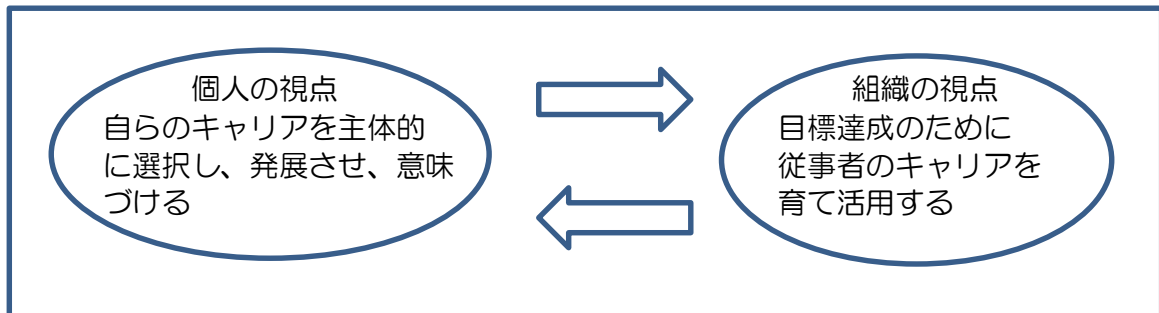 個人の視点
自らのキャリアを主体的
に選択し、発展させ、意味
づける
組織の視点
目標達成のために
従事者のキャリアを
育て活用する